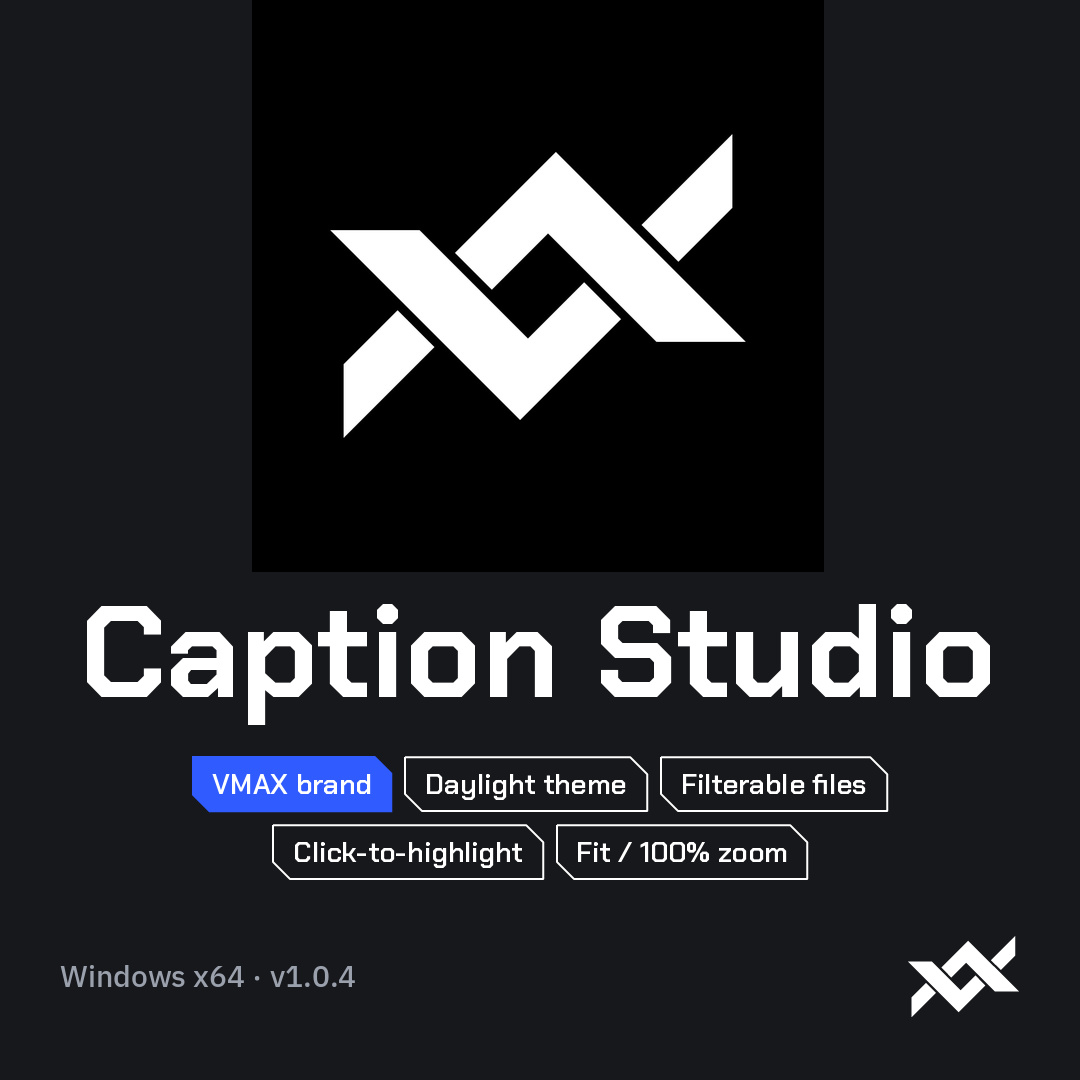 Caption Studio
VMAX brand
Daylight theme
Filterable files
Click-to-highlight
Fit / 100% zoom
Windows x64 · v1.0.4